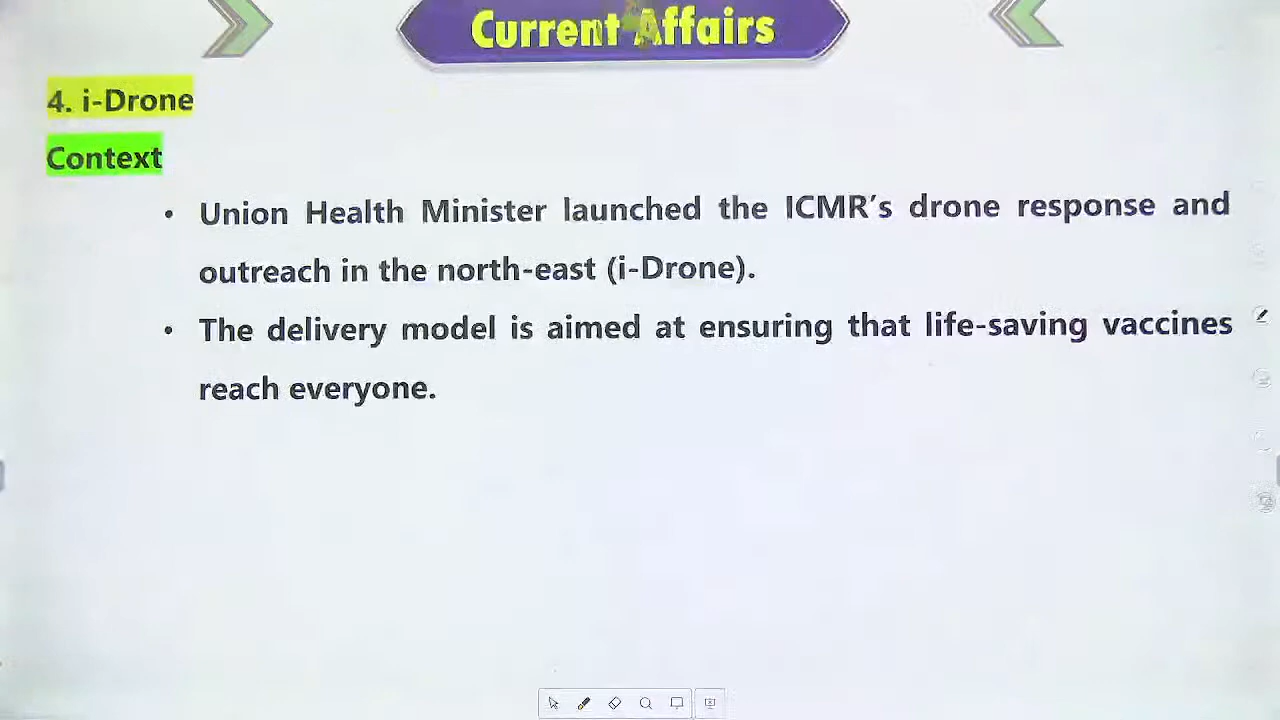 Current Affairs
4. i-Drone
Context
• Union Health Minister launched the ICMR's drone response and
outreach in the north-east (i-Drone).
• The delivery model is aimed at ensuring that life-saving vaccines
reach everyone.